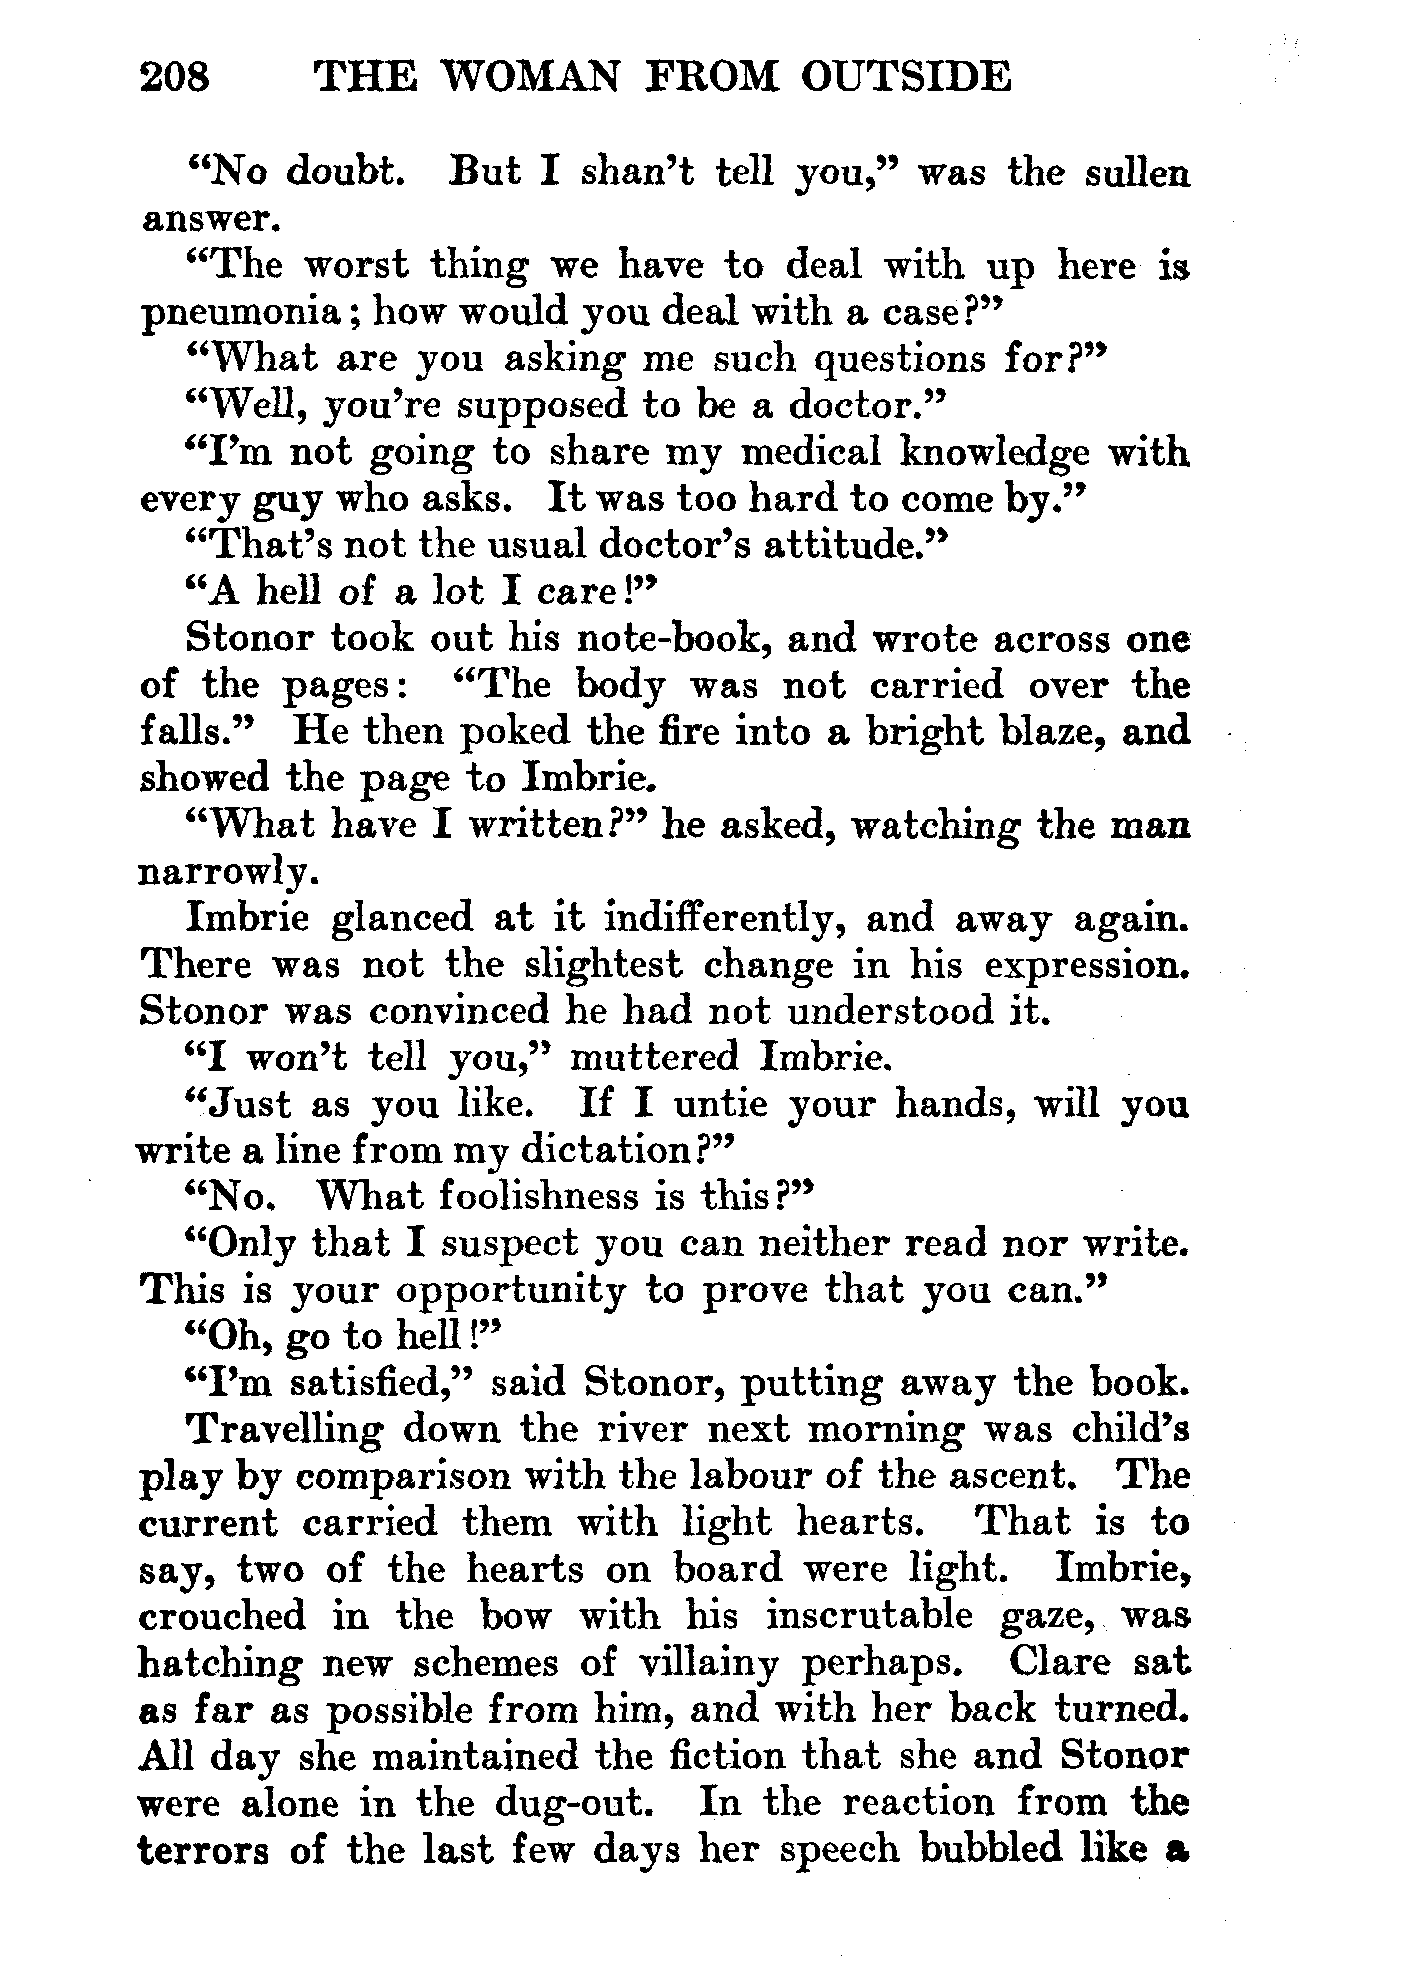 208 THE WOMAN FROM OUTSIDE
"No doubt. But I shan't tell you," was the sullen
answer.
"The worst thing we have to deal with up here is
pneumonia; how would you deal with a case?"
"What are you asking me such questions for?"
"Well, you're supposed to be a doctor."
"I'm not going to share my medical knowledge with
every guy who asks. It was too hard to come by."
"That's not the usual doctor's attitude."
"A hell of a lot I care!"
Stonor took out his note-book, and wrote across one
of the pages: "The body was not carried over the
falls." He then poked the fire into a bright blaze, and
showed the page to Imbrie.
"What have I written?" he asked, watching the man
narrowly.
Imbrie glanced at it indifferently, and away again.
There was not the slightest change in his expression.
Stonor was convinced he had not understood it.
"I won't tell you," muttered Imbrie.
"Just as you like. If I untie your hands, will you
write a line from my dictation?"
"No. What foolishness is this?"
"Only that I suspect you can neither read nor write.
This is your opportunity to prove that you can."
"Oh, go to hell!"
"I'm satisfied," said Stonor, putting away the book.
Travelling down the river next morning was child's
play by comparison with the labour of the ascent. The
current carried them with light hearts. That is to
say, two of the hearts on board were light. Imbrie,
crouched in the bow with his inscrutable gaze, was
hatching new schemes of villainy perhaps. Clare sat
as far as possible from him, and with her back turned.
All day she maintained the fiction that she and Stonor
were alone in the dug-out. In the reaction from the
terrors of the last few days her speech bubbled like a